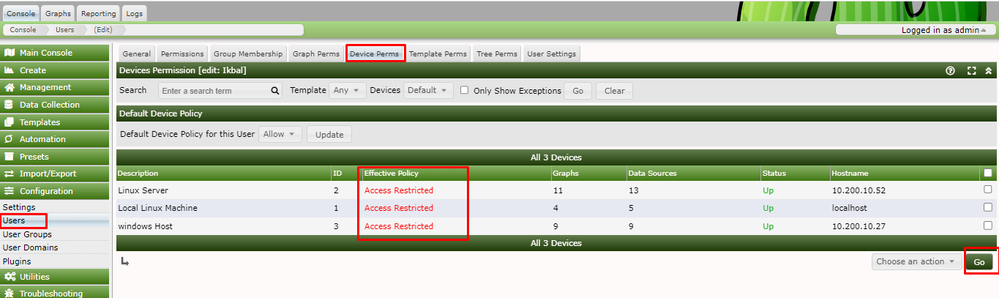 Console Graphs Reporting Logs
Console Users (Edit) Logged in as admin
Main Console
Create
Management
Data Collection
Templates
Automation
Presets
Import/Export
Configuration
Settings
Users
User Groups
User Domains
Plugins
Utilities
Troubleshooting
General Permissions Group Membership Graph Perms Device Perms Template Perms Tree Perms User Settings
Devices Permission [edit: Ikbal]
Search Enter a search term Template Any Devices Default Only Show Exceptions Go Clear
Default Device Policy
Default Device Policy for this User Allow Update
All 3 Devices
Description ID Effective Policy Graphs Data Sources Status Hostname
Linux Server 2 Access Restricted 11 13 Up 10.200.10.52
Local Linux Machine 1 Access Restricted 4 5 Up localhost
windows Host 3 Access Restricted 9 9 Up 10.200.10.27
All 3 Devices
Choose an action Go